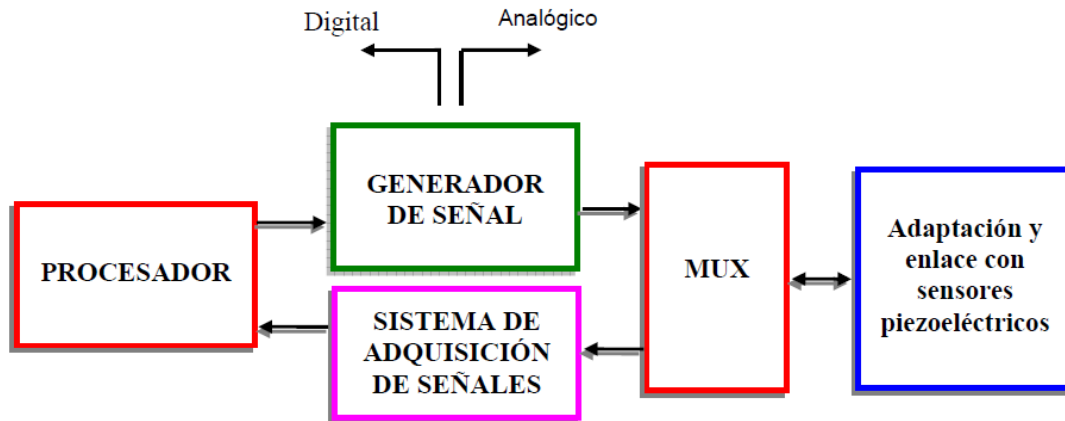 Digital
Analógico
GENERADOR
DE SEÑAL
PROCESADOR
MUX
Adaptación y
enlace con
sensores
piezoeléctricos
SISTEMA DE
ADQUISICIÓN
DE SEÑALES